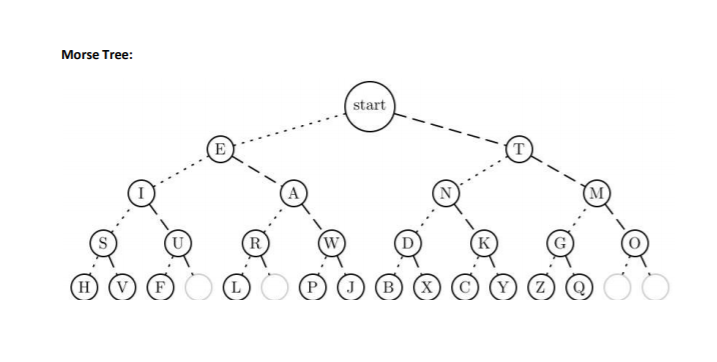 Morse Tree:
start
E T
I A N M
S U R W D K G O
H V F L P J B X C Y Z Q